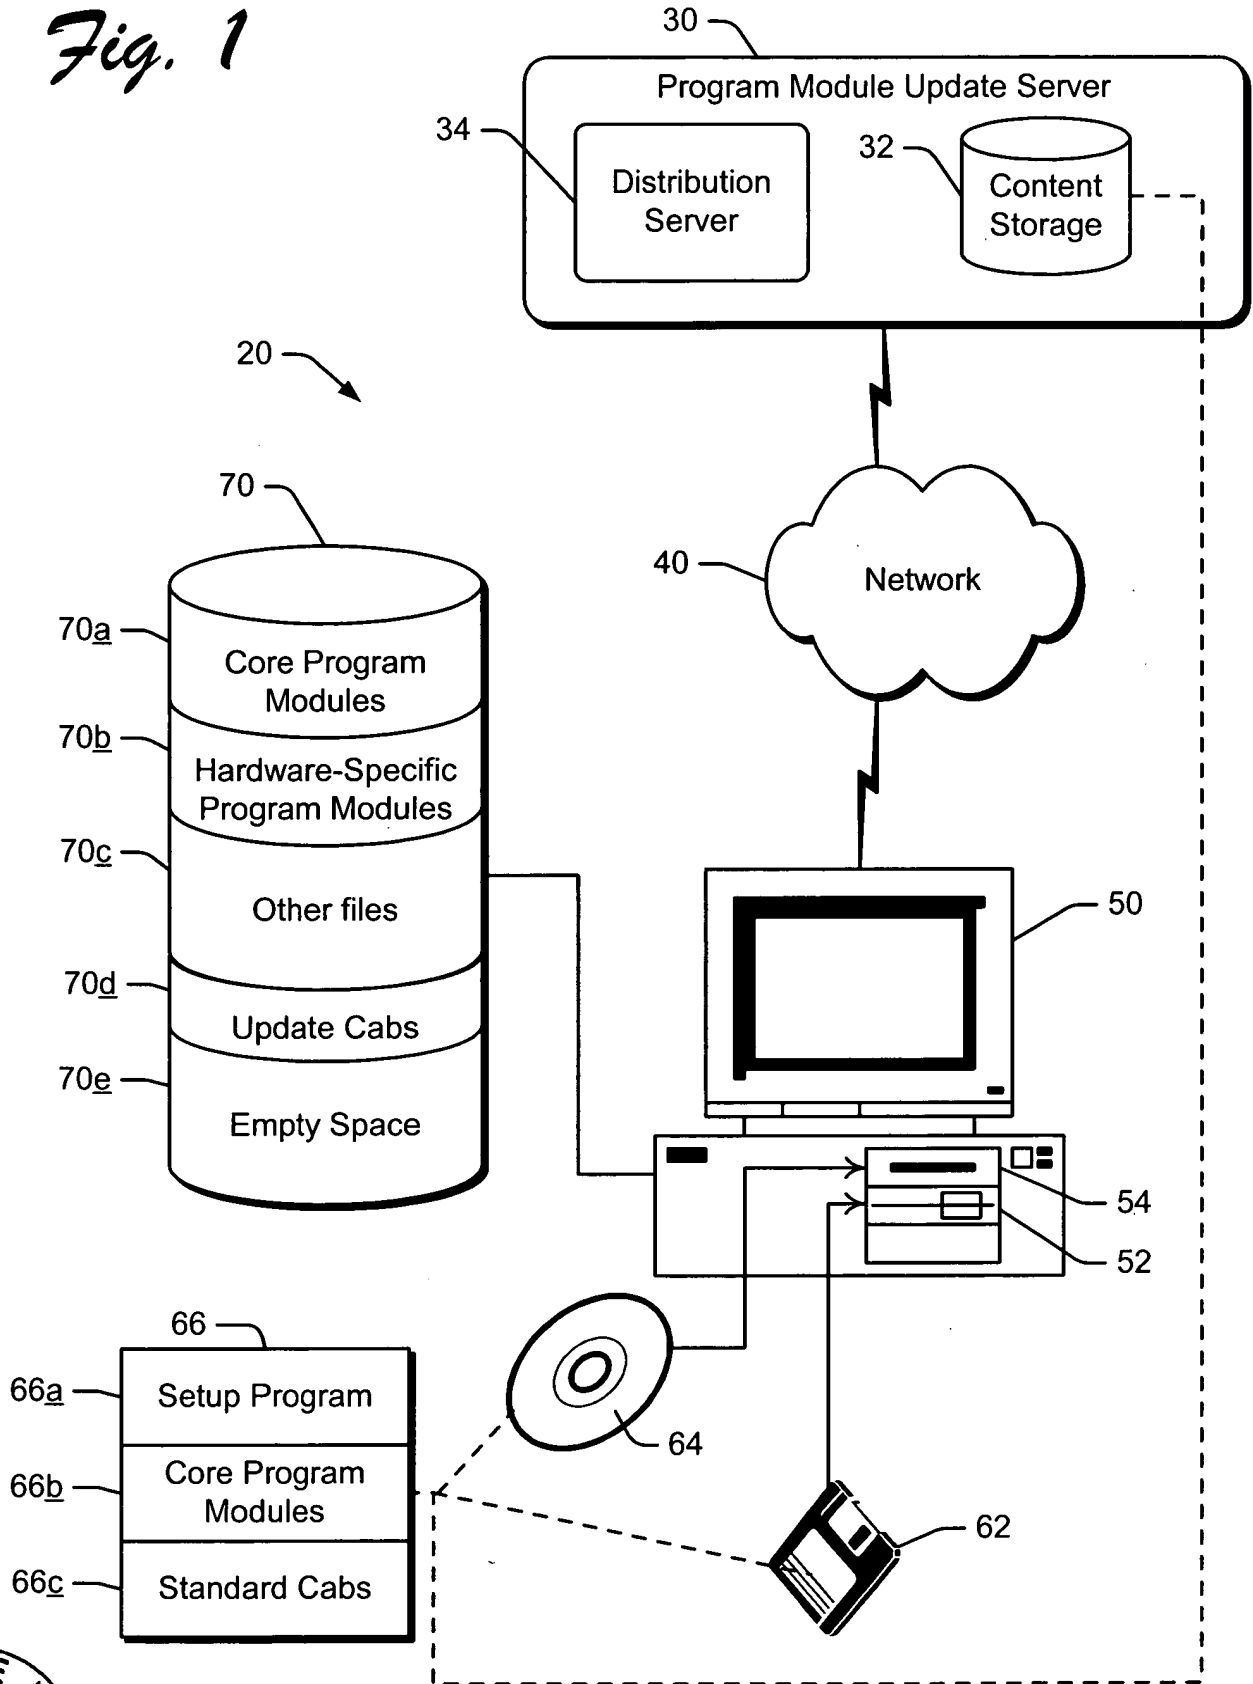 Fig. 1
30
Program Module Update Server
34
Distribution
Server
32
Content
Storage
20
70
40
Network
70a
Core Program
Modules
70b
Hardware-Specific
Program Modules
70c
Other files
50
70d
Update Cabs
70e
Empty Space
54
52
66
66a
Setup Program
64
66b
Core Program
Modules
62
66c
Standard Cabs